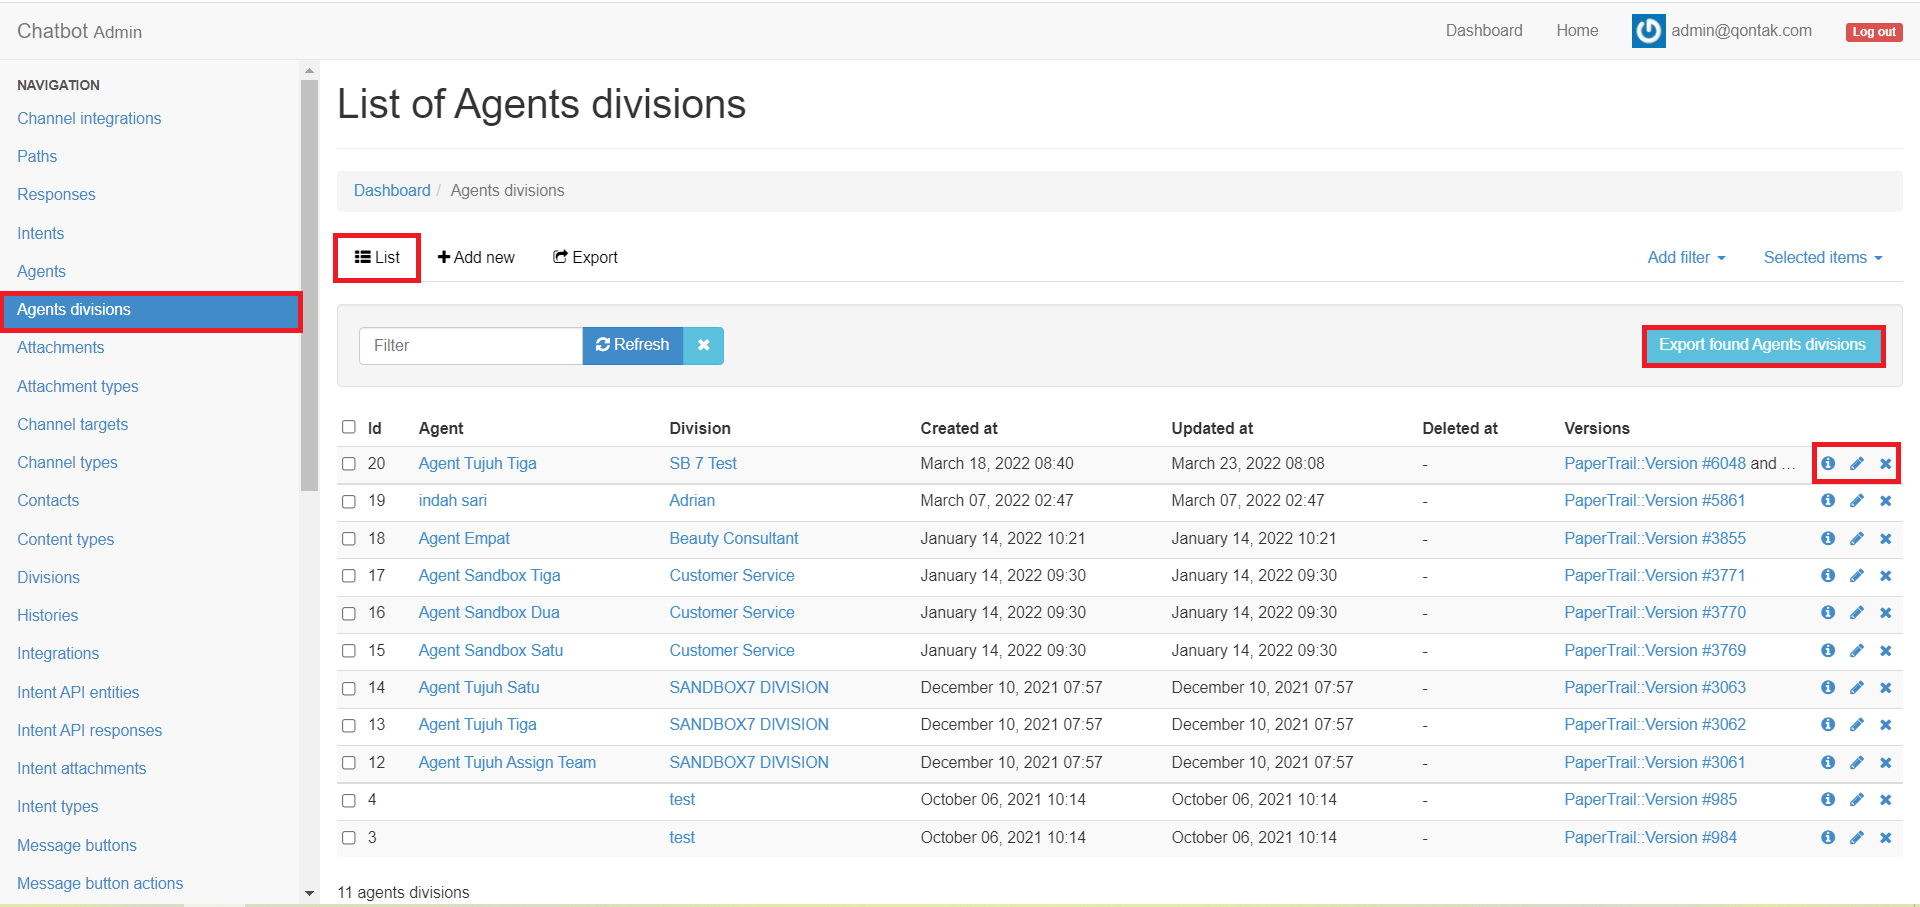 Chatbot Admin
Dashboard
Home
admin@qontak.com
Log out
NAVIGATION
Channel integrations
Paths
Responses
Intents
Agents
Agents divisions
Attachments
Attachment types
Channel targets
Channel types
Contacts
Content types
Divisions
Histories
Integrations
Intent API entities
Intent API responses
Intent attachments
Intent types
Message buttons
Message button actions
List of Agents divisions
Dashboard / Agents divisions
List
Add new
Export
Add filter
Selected items
Filter
Refresh
Export found Agents divisions
Id Agent Division Created at Updated at Deleted at Versions
20 Agent Tujuh Tiga SB 7 Test March 18, 2022 08:40 March 23, 2022 08:08 - PaperTrail::Version #6048 and ...
19 indah sari Adrian March 07, 2022 02:47 March 07, 2022 02:47 - PaperTrail::Version #5861
18 Agent Empat Beauty Consultant January 14, 2022 10:21 January 14, 2022 10:21 - PaperTrail::Version #3855
17 Agent Sandbox Tiga Customer Service January 14, 2022 09:30 January 14, 2022 09:30 - PaperTrail::Version #3771
16 Agent Sandbox Dua Customer Service January 14, 2022 09:30 January 14, 2022 09:30 - PaperTrail::Version #3770
15 Agent Sandbox Satu Customer Service January 14, 2022 09:30 January 14, 2022 09:30 - PaperTrail::Version #3769
14 Agent Tujuh Satu SANDBOX7 DIVISION December 10, 2021 07:57 December 10, 2021 07:57 - PaperTrail::Version #3063
13 Agent Tujuh Tiga SANDBOX7 DIVISION December 10, 2021 07:57 December 10, 2021 07:57 - PaperTrail::Version #3062
12 Agent Tujuh Assign Team SANDBOX7 DIVISION December 10, 2021 07:57 December 10, 2021 07:57 - PaperTrail::Version #3061
4 test October 06, 2021 10:14 October 06, 2021 10:14 - PaperTrail::Version #985
3 test October 06, 2021 10:14 October 06, 2021 10:14 - PaperTrail::Version #984
11 agents divisions